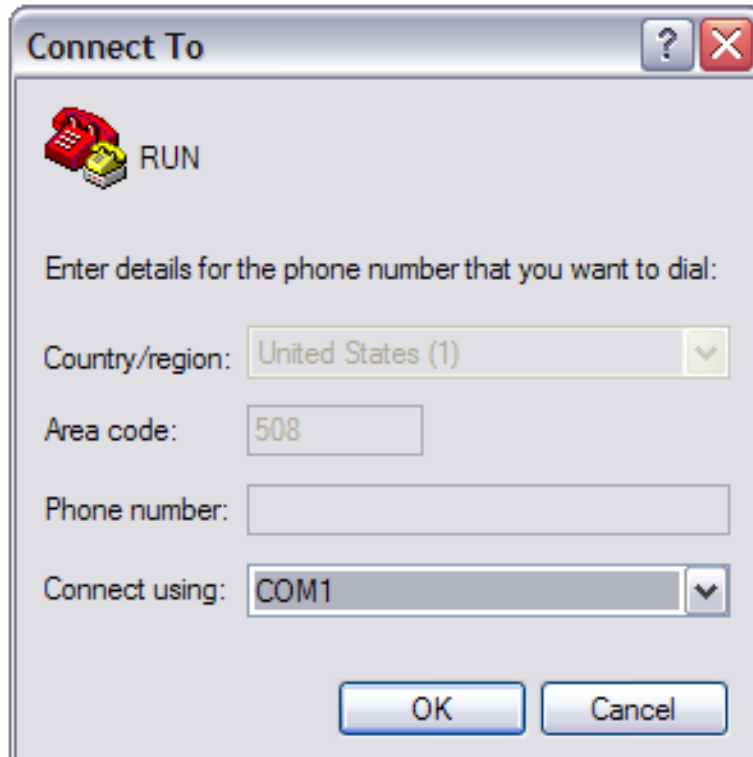 Connect To
?
RUN
Enter details for the phone number that you want to dial:
Country/region: United States (1)
Area code: 508
Phone number:
Connect using: COM1
OK Cancel